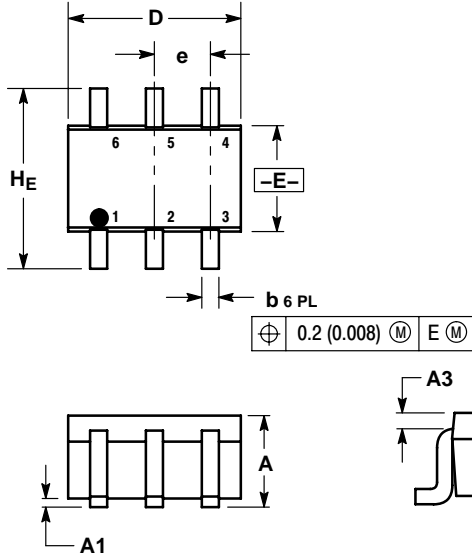 D
e
6 5 4
HE
–E–
1 2 3
b 6 PL
⌖ 0.2 (0.008) Ⓜ E Ⓜ
A3
A
A1